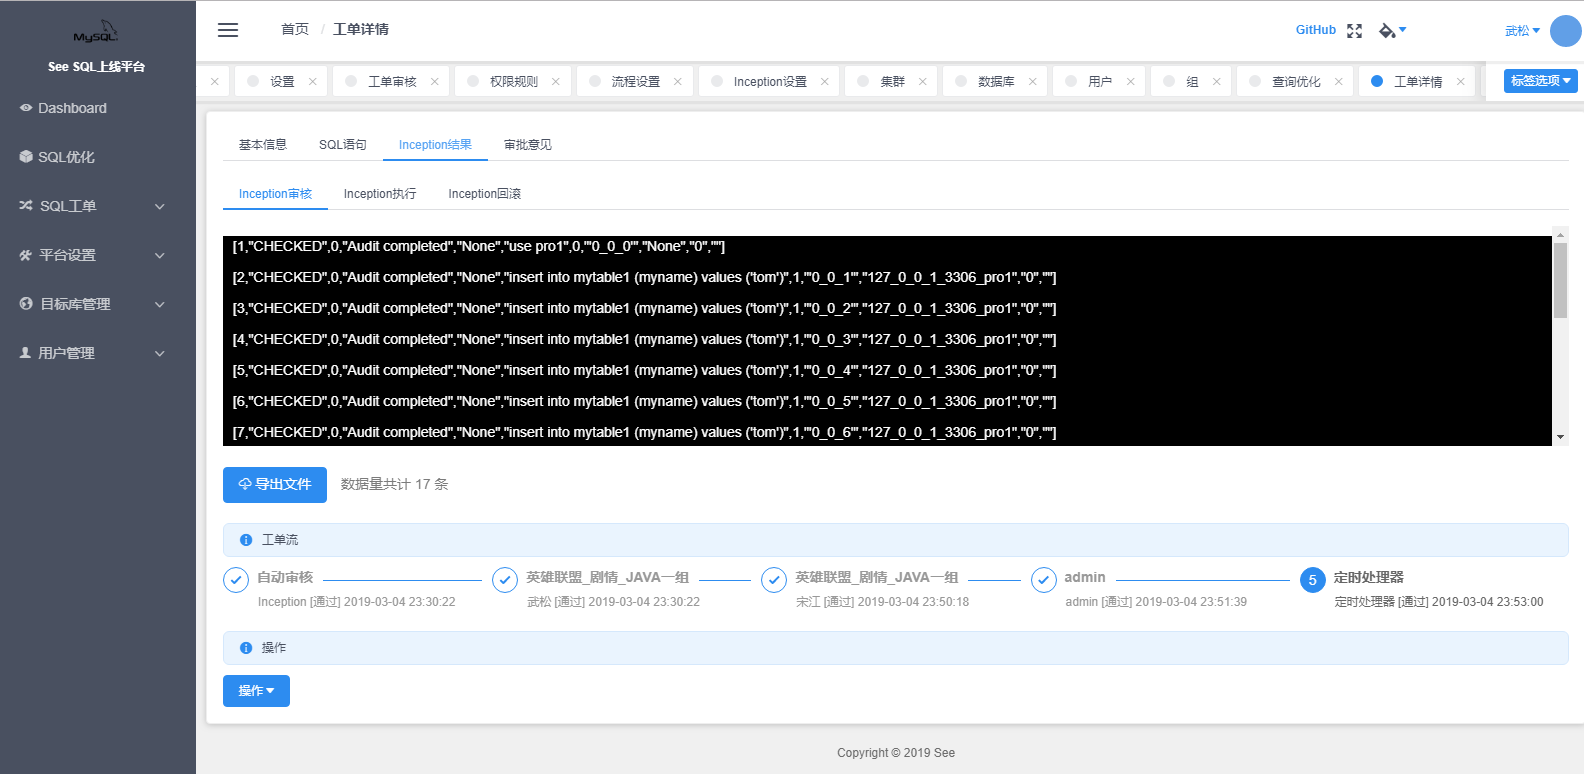 MySQL
See SQL上线平台
Dashboard
SQL优化
SQL工单
平台设置
目标库管理
用户管理
首页 / 工单详情
GitHub
武松
设置
工单审核
权限规则
流程设置
Inception设置
集群
数据库
用户
组
查询优化
工单详情
标签选项
基本信息 SQL语句 Inception结果 审批意见
Inception审核 Inception执行 Inception回滚
[1,"CHECKED",0,"Audit completed","None","use pro1",0,"'0_0_0'","None","0",""]
[2,"CHECKED",0,"Audit completed","None","insert into mytable1 (myname) values ('tom')",1,"'0_0_1'","127_0_0_1_3306_pro1","0",""]
[3,"CHECKED",0,"Audit completed","None","insert into mytable1 (myname) values ('tom')",1,"'0_0_2'","127_0_0_1_3306_pro1","0",""]
[4,"CHECKED",0,"Audit completed","None","insert into mytable1 (myname) values ('tom')",1,"'0_0_3'","127_0_0_1_3306_pro1","0",""]
[5,"CHECKED",0,"Audit completed","None","insert into mytable1 (myname) values ('tom')",1,"'0_0_4'","127_0_0_1_3306_pro1","0",""]
[6,"CHECKED",0,"Audit completed","None","insert into mytable1 (myname) values ('tom')",1,"'0_0_5'","127_0_0_1_3306_pro1","0",""]
[7,"CHECKED",0,"Audit completed","None","insert into mytable1 (myname) values ('tom')",1,"'0_0_6'","127_0_0_1_3306_pro1","0",""]
导出文件 数据量共计 17 条
工单流
自动审核
Inception [通过] 2019-03-04 23:30:22
英雄联盟_剧情_JAVA一组
武松 [通过] 2019-03-04 23:30:22
英雄联盟_剧情_JAVA一组
宋江 [通过] 2019-03-04 23:50:18
admin
admin [通过] 2019-03-04 23:51:39
5 定时处理器
定时处理器 [通过] 2019-03-04 23:53:00
操作
操作
Copyright © 2019 See